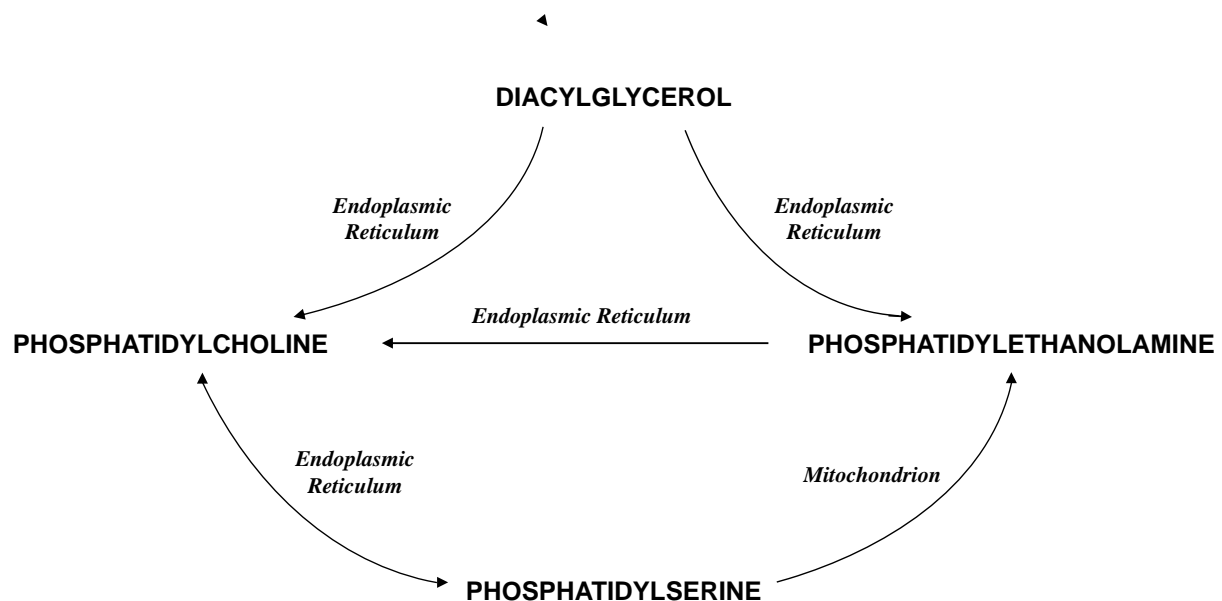 DIACYLGLYCEROL
Endoplasmic
Reticulum
Endoplasmic
Reticulum
Endoplasmic Reticulum
PHOSPHATIDYLCHOLINE
PHOSPHATIDYLETHANOLAMINE
Endoplasmic
Reticulum
Mitochondrion
PHOSPHATIDYLSERINE